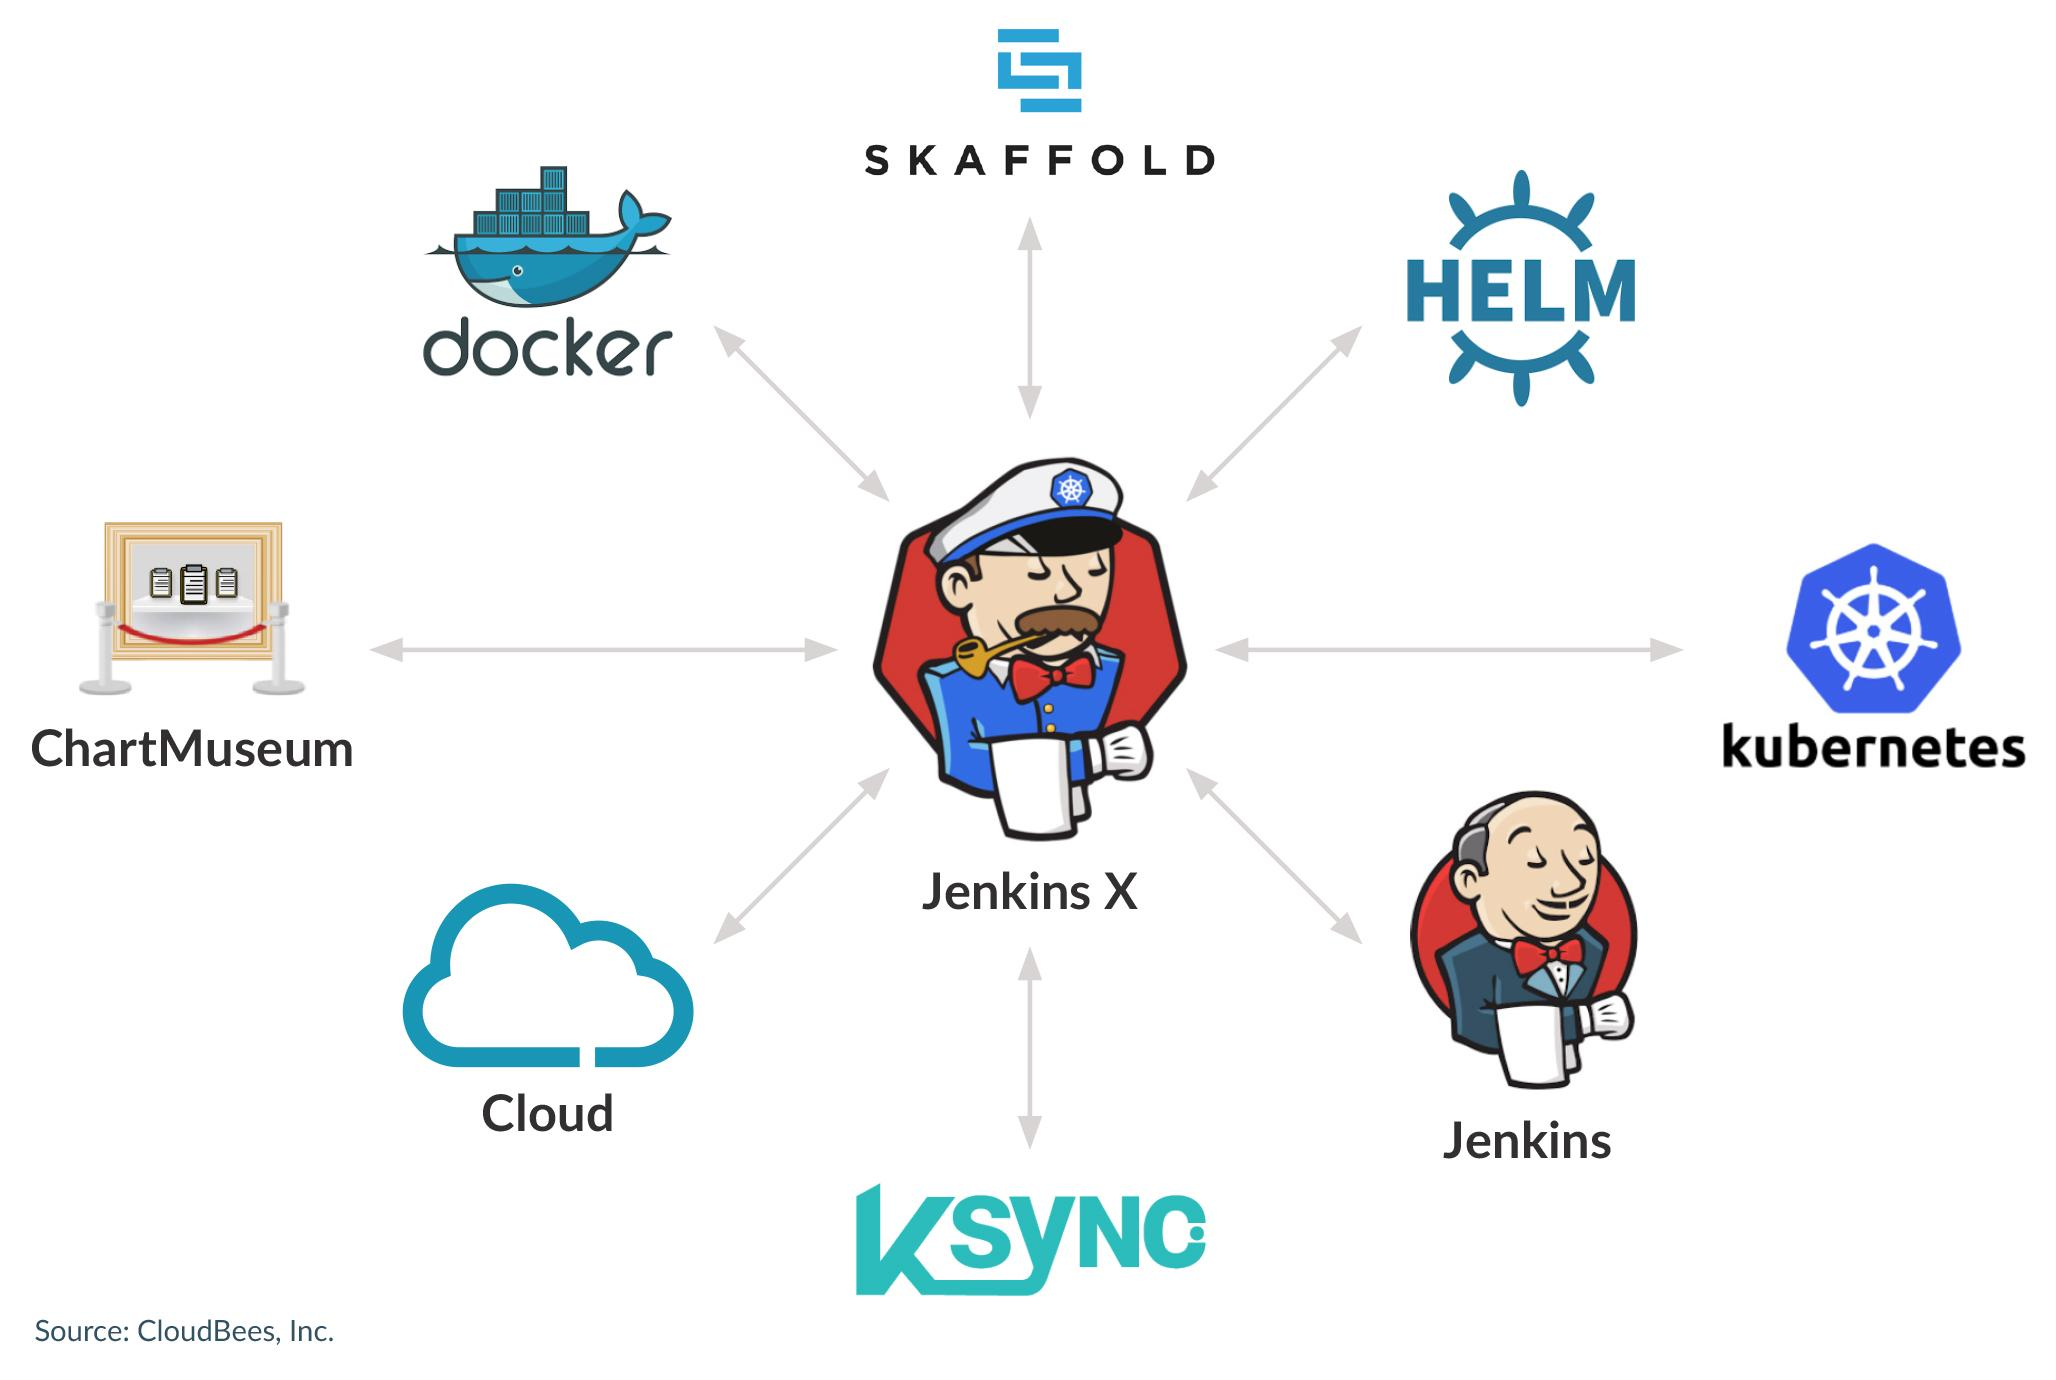 SKAFFOLD
docker
HELM
ChartMuseum
kubernetes
Jenkins X
Cloud
Jenkins
ksync
Source: CloudBees, Inc.